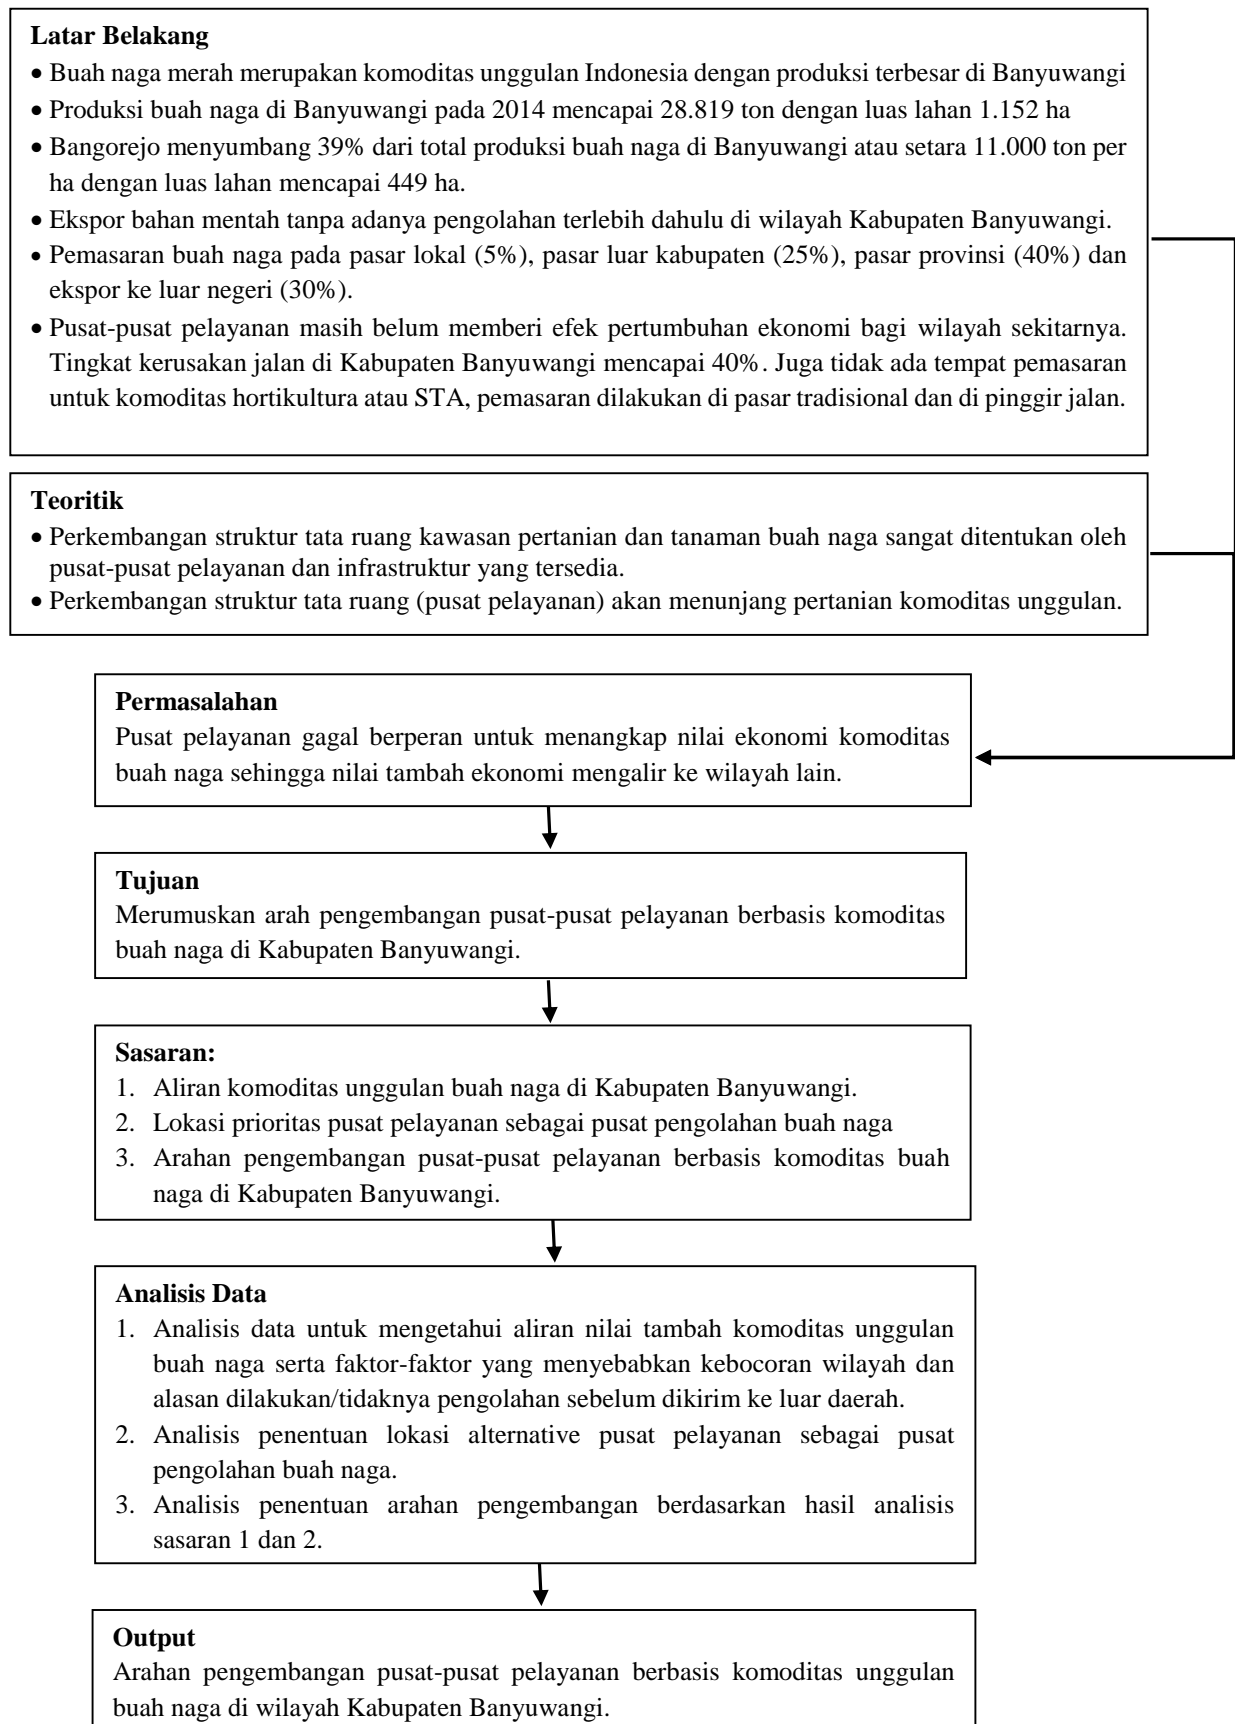 Latar Belakang
• Buah naga merah merupakan komoditas unggulan Indonesia dengan produksi terbesar di Banyuwangi
• Produksi buah naga di Banyuwangi pada 2014 mencapai 28.819 ton dengan luas lahan 1.152 ha
• Bangorejo menyumbang 39% dari total produksi buah naga di Banyuwangi atau setara 11.000 ton per
ha dengan luas lahan mencapai 449 ha.
• Ekspor bahan mentah tanpa adanya pengolahan terlebih dahulu di wilayah Kabupaten Banyuwangi.
• Pemasaran buah naga pada pasar lokal (5%), pasar luar kabupaten (25%), pasar provinsi (40%) dan
ekspor ke luar negeri (30%).
• Pusat-pusat pelayanan masih belum memberi efek pertumbuhan ekonomi bagi wilayah sekitarnya.
Tingkat kerusakan jalan di Kabupaten Banyuwangi mencapai 40%. Juga tidak ada tempat pemasaran
untuk komoditas hortikultura atau STA, pemasaran dilakukan di pasar tradisional dan di pinggir jalan.
Teoritik
• Perkembangan struktur tata ruang kawasan pertanian dan tanaman buah naga sangat ditentukan oleh
pusat-pusat pelayanan dan infrastruktur yang tersedia.
• Perkembangan struktur tata ruang (pusat pelayanan) akan menunjang pertanian komoditas unggulan.
Permasalahan
Pusat pelayanan gagal berperan untuk menangkap nilai ekonomi komoditas
buah naga sehingga nilai tambah ekonomi mengalir ke wilayah lain.
Tujuan
Merumuskan arah pengembangan pusat-pusat pelayanan berbasis komoditas
buah naga di Kabupaten Banyuwangi.
Sasaran:
1. Aliran komoditas unggulan buah naga di Kabupaten Banyuwangi.
2. Lokasi prioritas pusat pelayanan sebagai pusat pengolahan buah naga
3. Arahan pengembangan pusat-pusat pelayanan berbasis komoditas buah
naga di Kabupaten Banyuwangi.
Analisis Data
1. Analisis data untuk mengetahui aliran nilai tambah komoditas unggulan
buah naga serta faktor-faktor yang menyebabkan kebocoran wilayah dan
alasan dilakukan/tidaknya pengolahan sebelum dikirim ke luar daerah.
2. Analisis penentuan lokasi alternative pusat pelayanan sebagai pusat
pengolahan buah naga.
3. Analisis penentuan arahan pengembangan berdasarkan hasil analisis
sasaran 1 dan 2.
Output
Arahan pengembangan pusat-pusat pelayanan berbasis komoditas unggulan
buah naga di wilayah Kabupaten Banyuwangi.